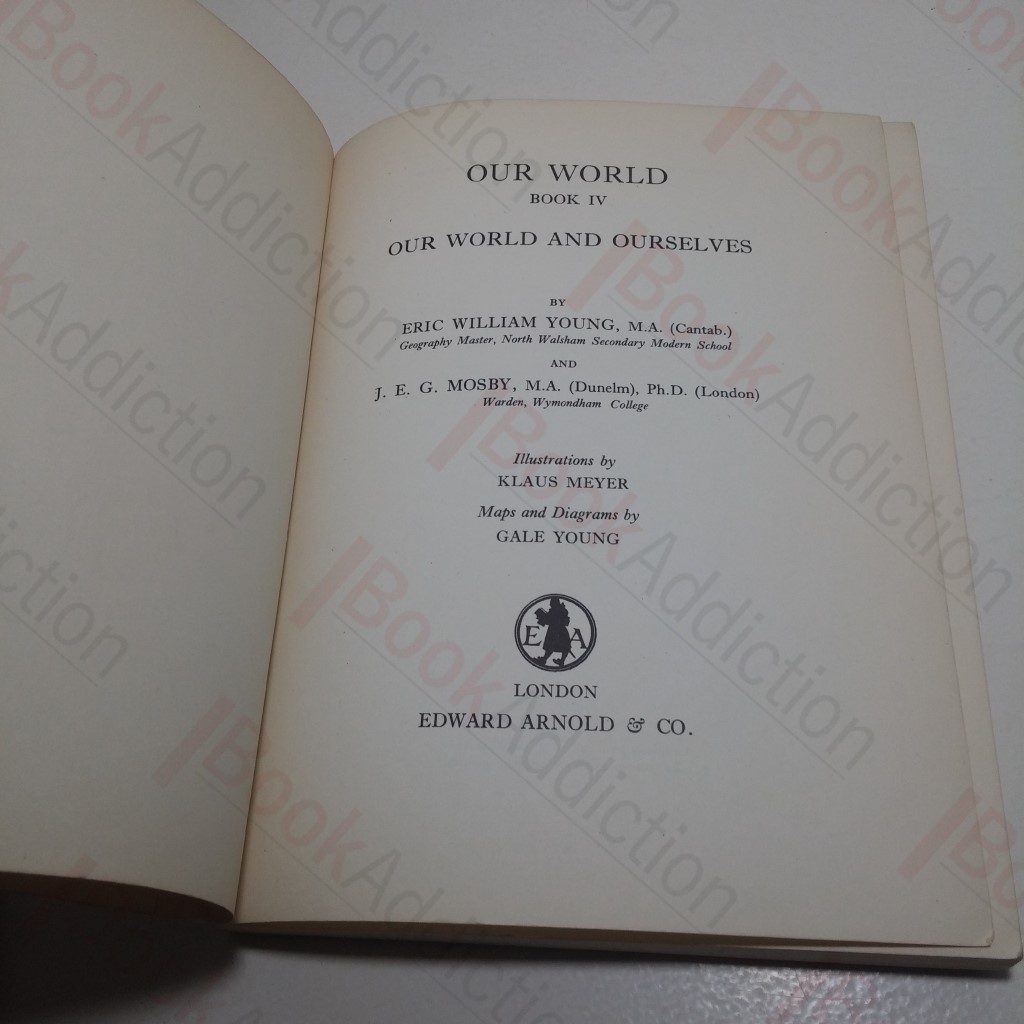 OUR WORLD
BOOK IV
OUR WORLD AND OURSELVES
BY
ERIC WILLIAM YOUNG, M.A. (Cantab.)
Geography Master, North Walsham Secondary Modern School
AND
J. E. G. MOSBY, M.A. (Dunelm), Ph.D. (London)
Warden, Wymondham College
Illustrations by
KLAUS MEYER
Maps and Diagrams by
GALE YOUNG
E A
LONDON
EDWARD ARNOLD & CO.
BookAddiction